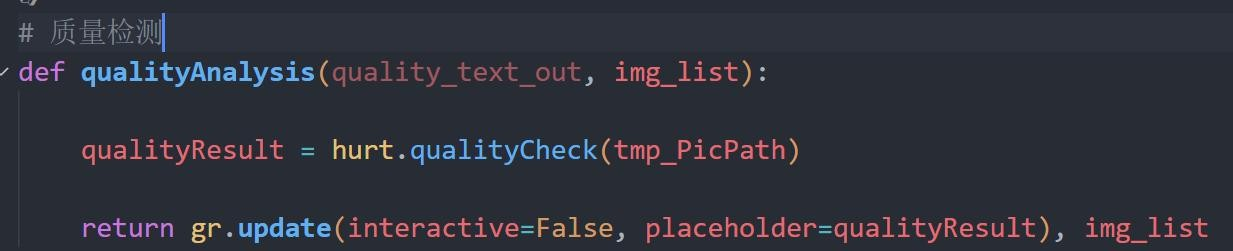 # 质量检测
def qualityAnalysis(quality_text_out, img_list):
qualityResult = hurt.qualityCheck(tmp_PicPath)
return gr.update(interactive=False, placeholder=qualityResult), img_list